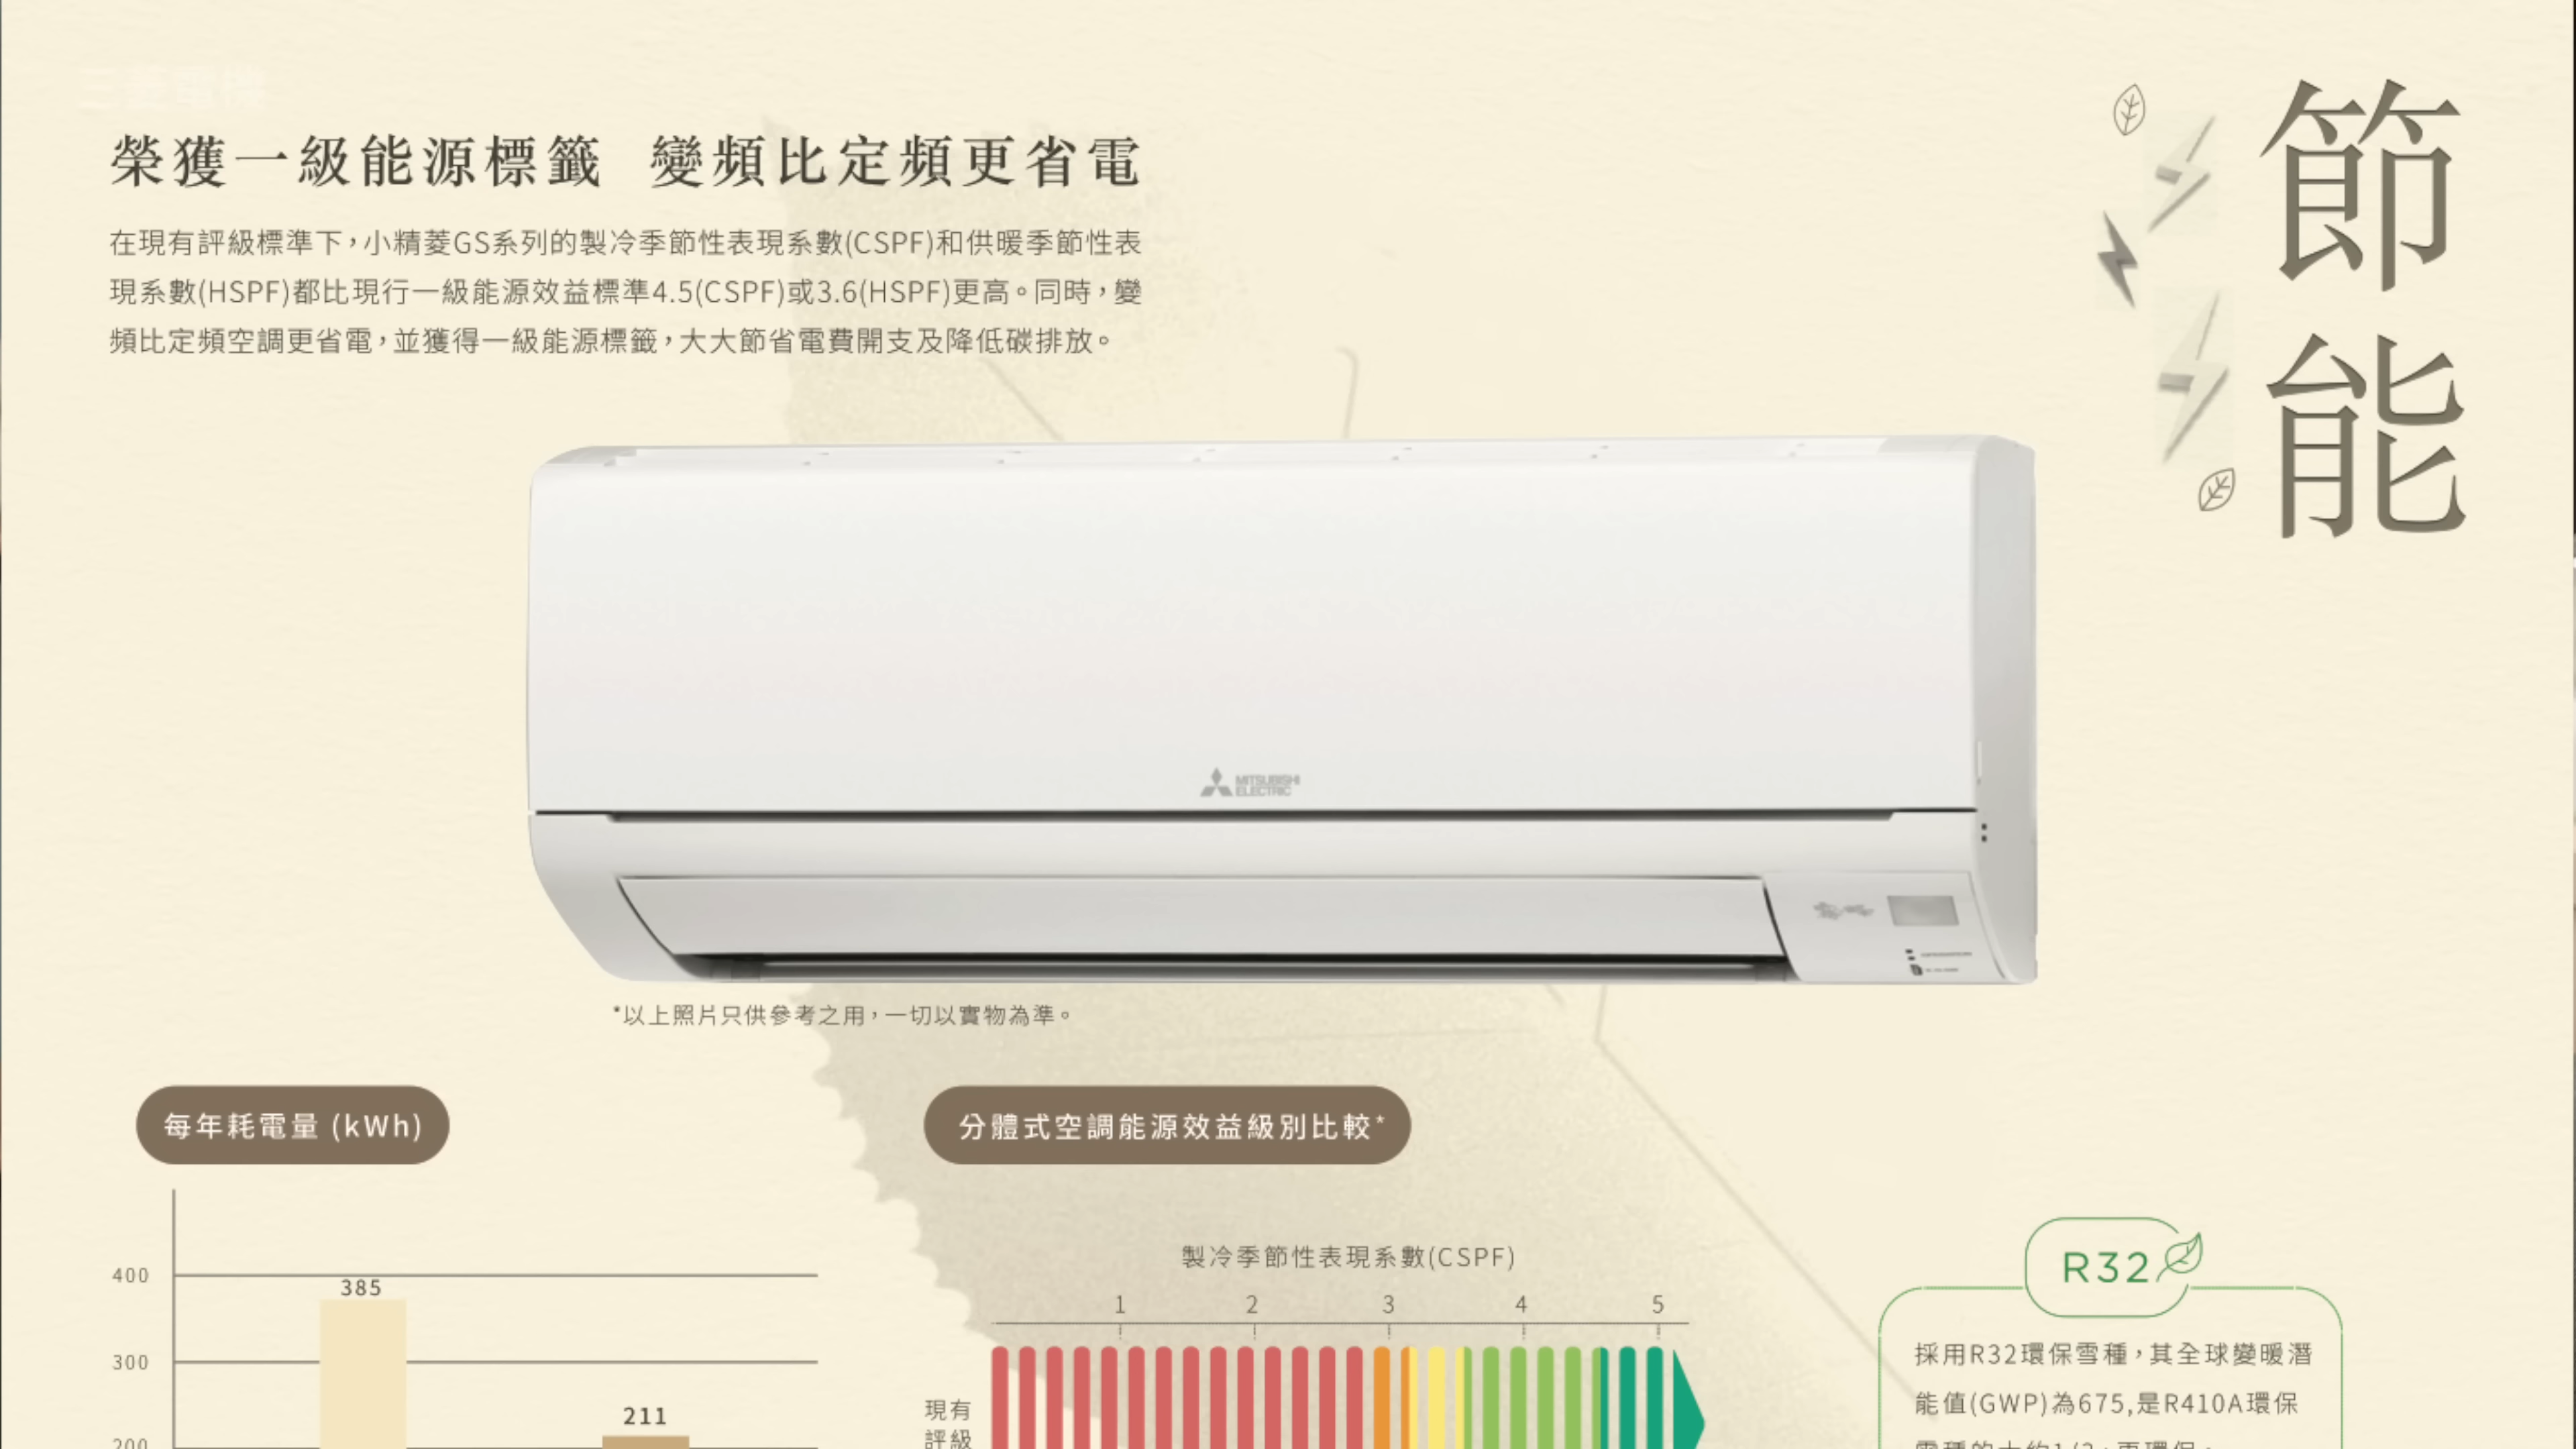 三菱電機
節能
榮獲一級能源標籤 變頻比定頻更省電
在現有評級標準下,小精菱GS系列的製冷季節性表現系數(CSPF)和供暖季節性表
現系數(HSPF)都比現行一級能源效益標準4.5(CSPF)或3.6(HSPF)更高。同時,變
頻比定頻空調更省電,並獲得一級能源標籤,大大節省電費開支及降低碳排放。
MITSUBISHI
ELECTRIC
*以上照片只供參考之用,一切以實物為準。
每年耗電量 (kWh)
400
385
300
211
200
分體式空調能源效益級別比較*
製冷季節性表現系數(CSPF)
1 2 3 4 5
現有
評級
R32
採用R32環保雪種,其全球變暖潛
能值(GWP)為675,是R410A環保